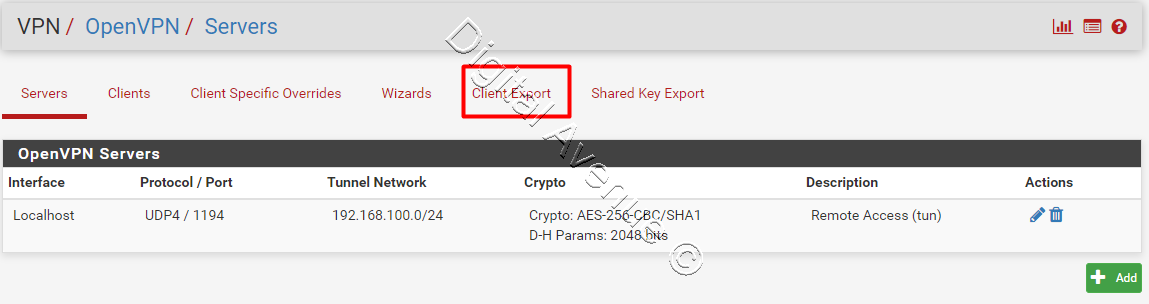 VPN / OpenVPN / Servers
Servers Clients Client Specific Overrides Wizards Client Export Shared Key Export
OpenVPN Servers
Interface Protocol / Port Tunnel Network Crypto Description Actions
Localhost UDP4 / 1194 192.168.100.0/24 Crypto: AES-256-CBC/SHA1 Remote Access (tun)
D-H Params: 2048 bits
Add
Digital Avenue ©